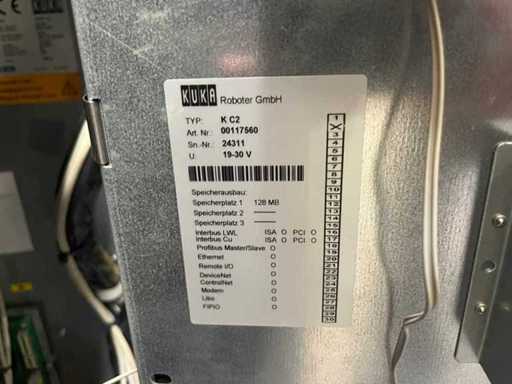 KUKA Roboter GmbH
TYP: K C2
Art. Nr.: 00117560
Sn.-Nr.: 24311
U: 19-30 V
Speicherausbau:
Speicherplatz 1 128 MB
Speicherplatz 2 ——
Speicherplatz 3 ——
Interbus LWL ISA O PCI O
Interbus Cu ISA O PCI O
Profibus Master/Slave O
Ethernet O
Remote I/O O
DeviceNet O
ControlNet O
Modem O
Libo O
FIPIO O
1
3
4
5
6
7
8
9
10
11
12
13
14
15
16
17
18
19
20
21
22
23
24
25
26
27
28
29
30